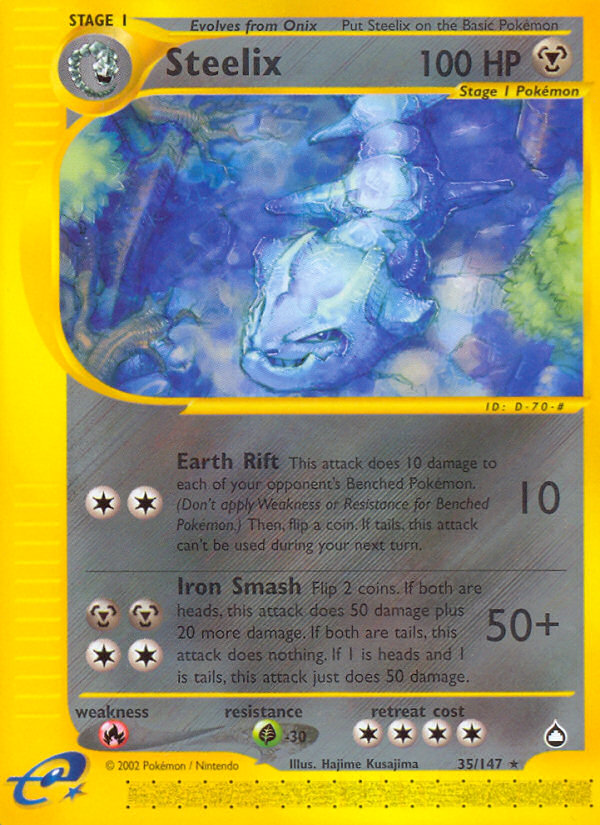 STAGE 1
Evolves from Onix Put Steelix on the Basic Pokémon
Steelix 100 HP
Stage 1 Pokémon
ID: D-70-#
Earth Rift This attack does 10 damage to
each of your opponent's Benched Pokémon.
(Don't apply Weakness or Resistance for Benched
Pokémon.) Then, flip a coin. If tails, this attack
can't be used during your next turn.
10
Iron Smash Flip 2 coins. If both are
heads, this attack does 50 damage plus
20 more damage. If both are tails, this
attack does nothing. If 1 is heads and 1
is tails, this attack just does 50 damage.
50+
weakness resistance retreat cost
-30
© 2002 Pokémon / Nintendo Illus. Hajime Kusajima 35/147 ★
e